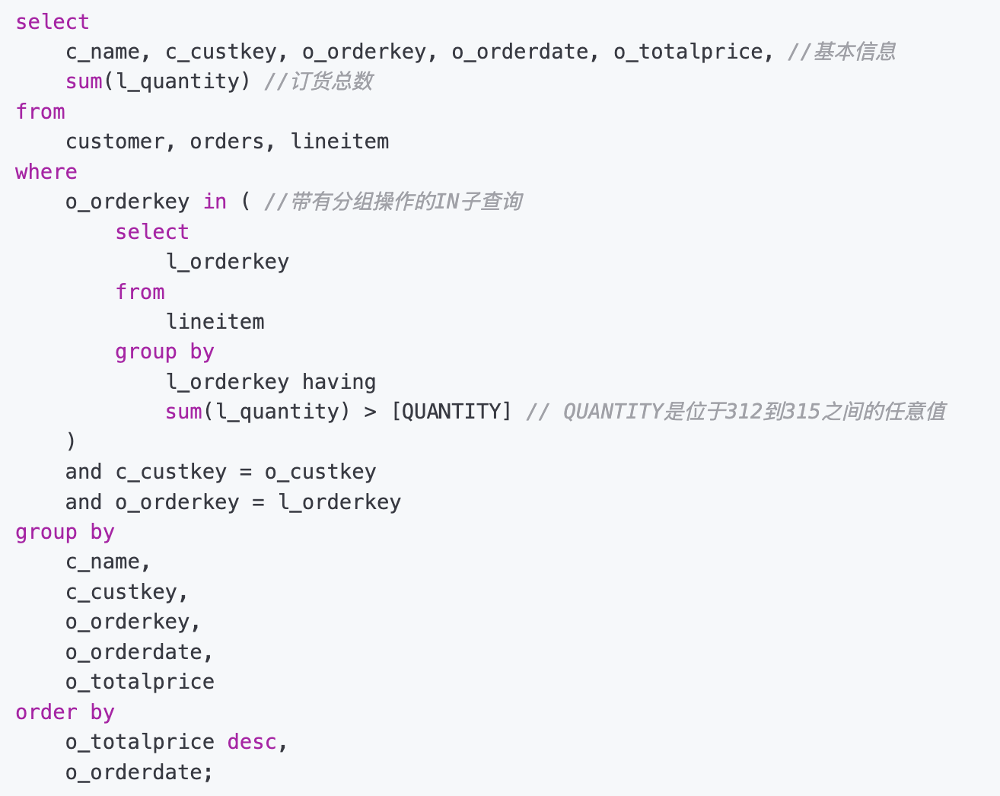 select
    c_name, c_custkey, o_orderkey, o_orderdate, o_totalprice, //基本信息
    sum(l_quantity) //订货总数
from
    customer, orders, lineitem
where
    o_orderkey in ( //带有分组操作的IN子查询
        select
            l_orderkey
        from
            lineitem
        group by
            l_orderkey having
            sum(l_quantity) > [QUANTITY] // QUANTITY是位于312到315之间的任意值
    )
    and c_custkey = o_custkey
    and o_orderkey = l_orderkey
group by
    c_name,
    c_custkey,
    o_orderkey,
    o_orderdate,
    o_totalprice
order by
    o_totalprice desc,
    o_orderdate;